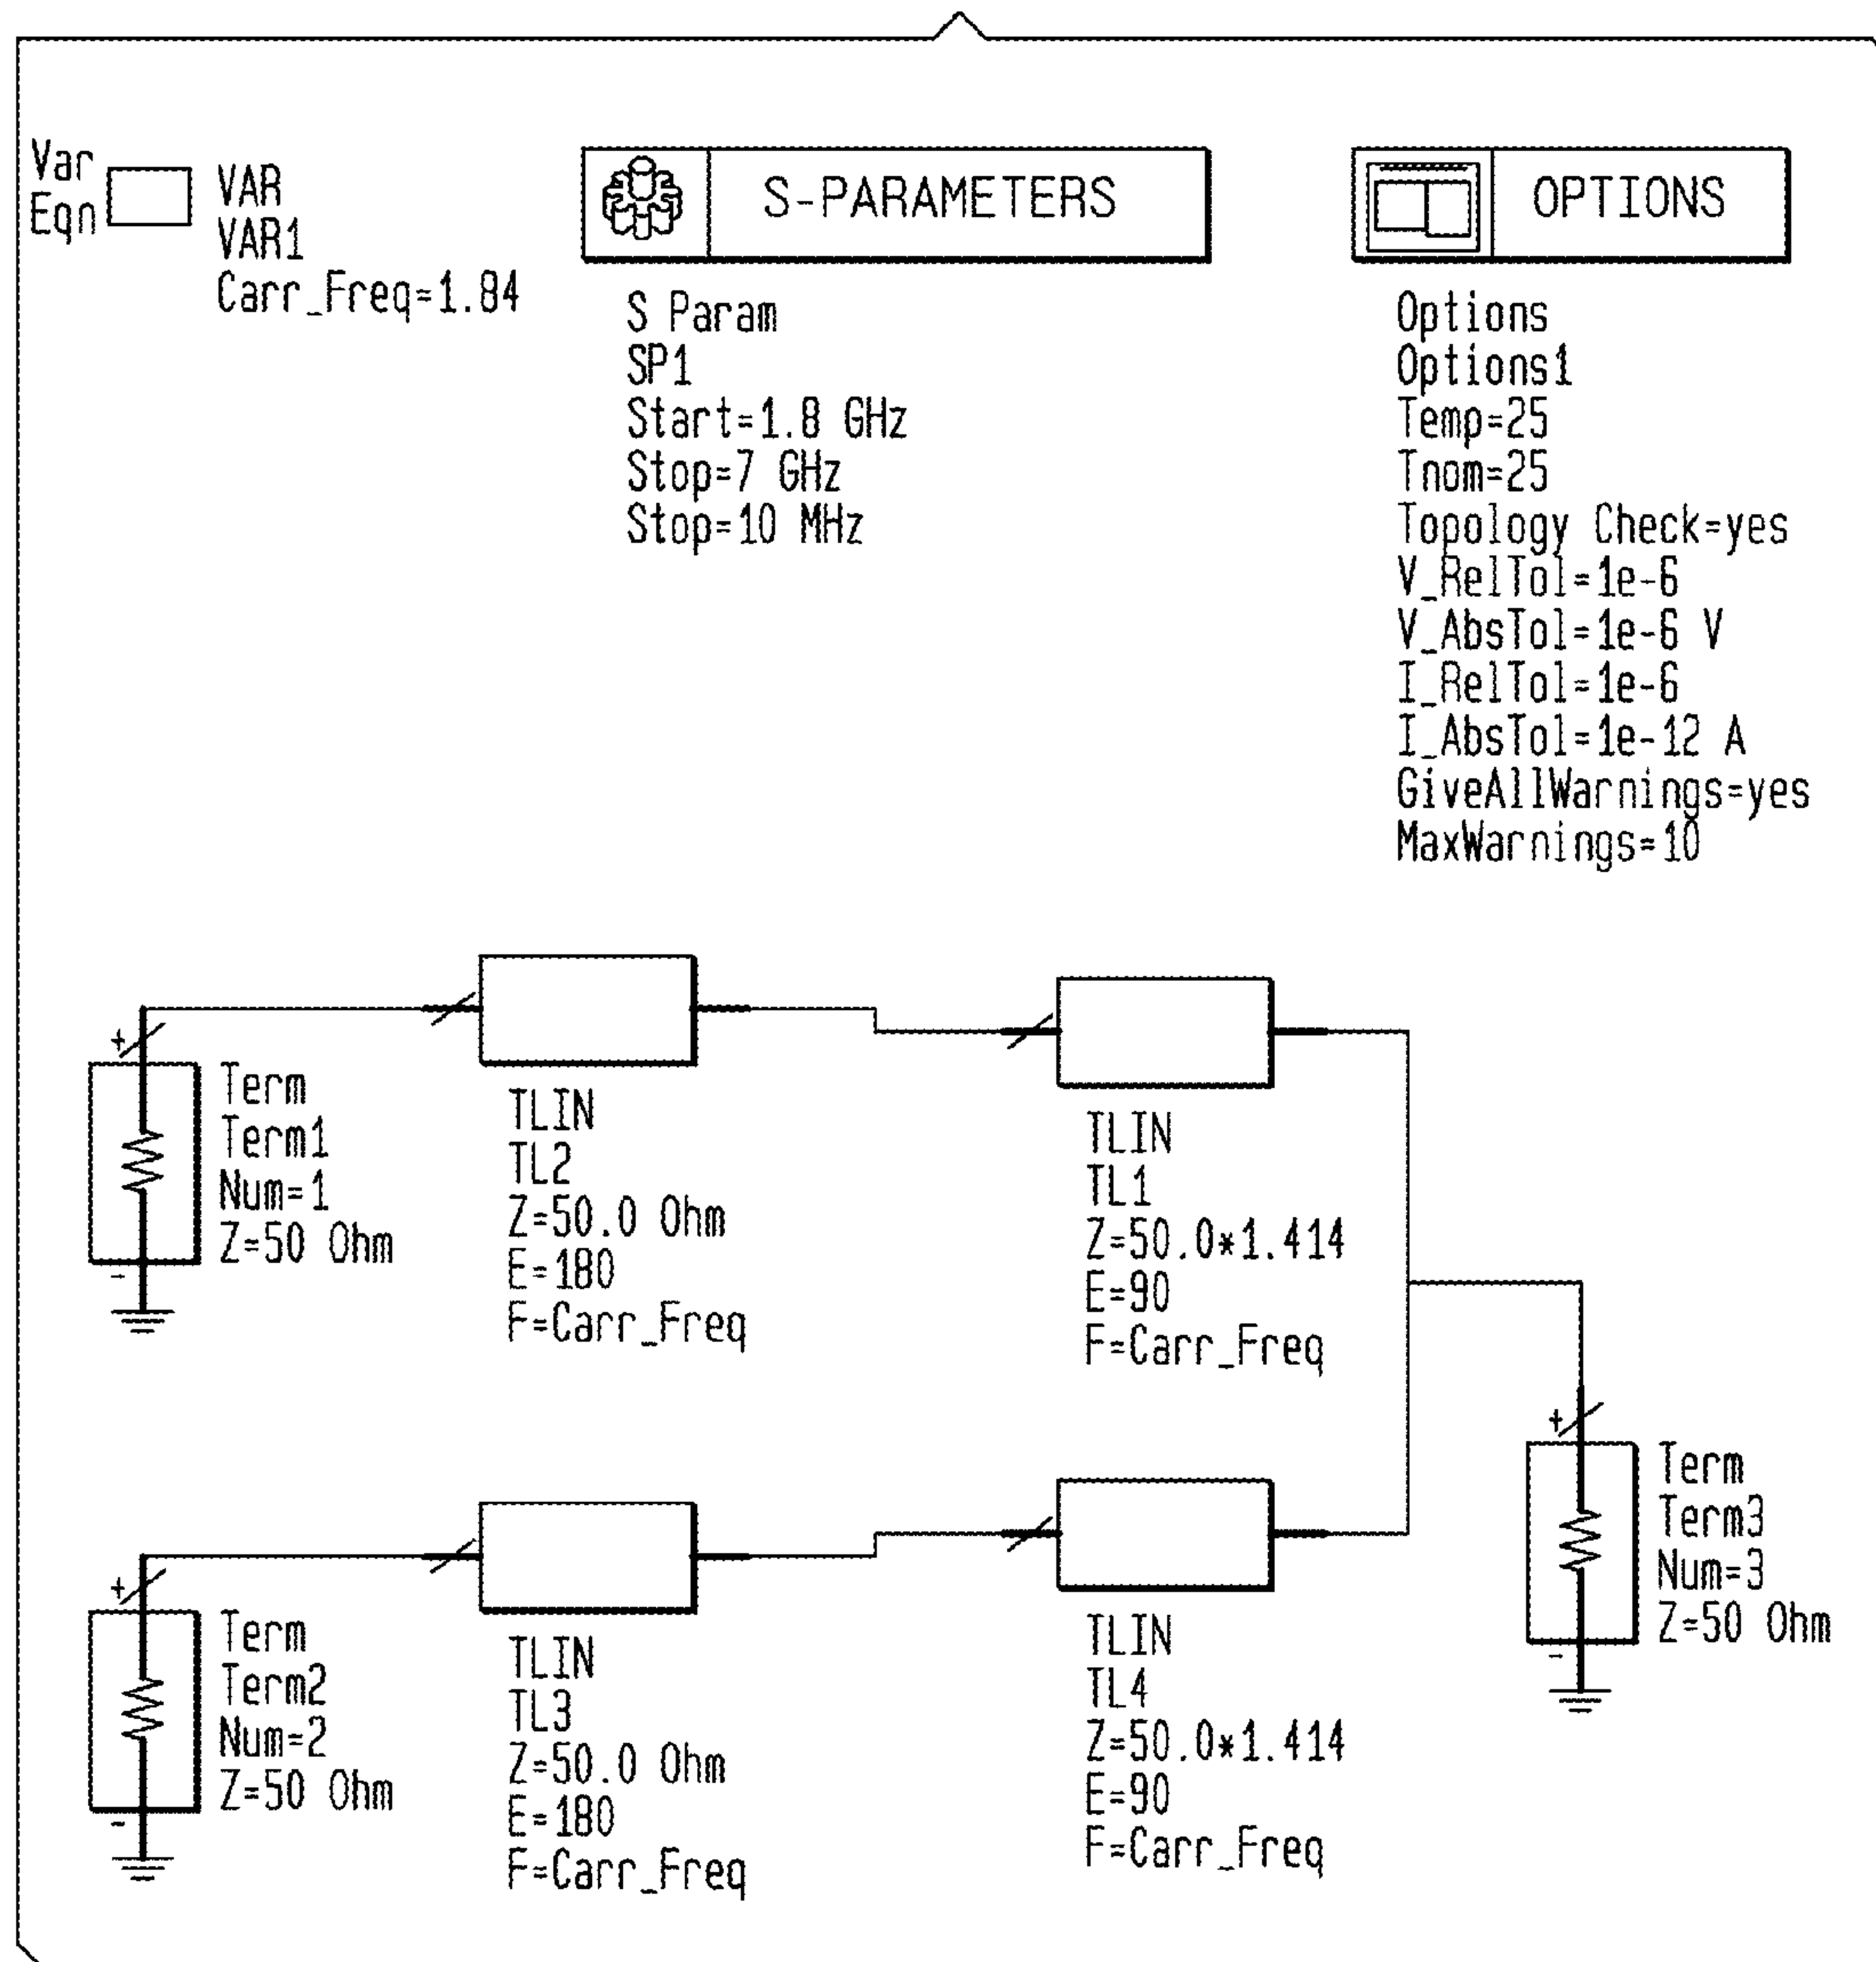 Var
Eqn
VAR
VAR1
Carr_Freq=1.84
S-PARAMETERS
S Param
SP1
Start=1.8 GHz
Stop=7 GHz
Stop=10 MHz
OPTIONS
Options
Options1
Temp=25
Tnom=25
Topology Check=yes
V_RelTol=1e-6
V_AbsTol=1e-6 V
I_RelTol=1e-6
I_AbsTol=1e-12 A
GiveAllWarnings=yes
MaxWarnings=10
+
Term
Term1
Num=1
Z=50 Ohm
-
TLIN
TL2
Z=50.0 Ohm
E=180
F=Carr_Freq
TLIN
TL1
Z=50.0*1.414
E=90
F=Carr_Freq
+
Term
Term2
Num=2
Z=50 Ohm
-
TLIN
TL3
Z=50.0 Ohm
E=180
F=Carr_Freq
TLIN
TL4
Z=50.0*1.414
E=90
F=Carr_Freq
+
Term
Term3
Num=3
Z=50 Ohm
-